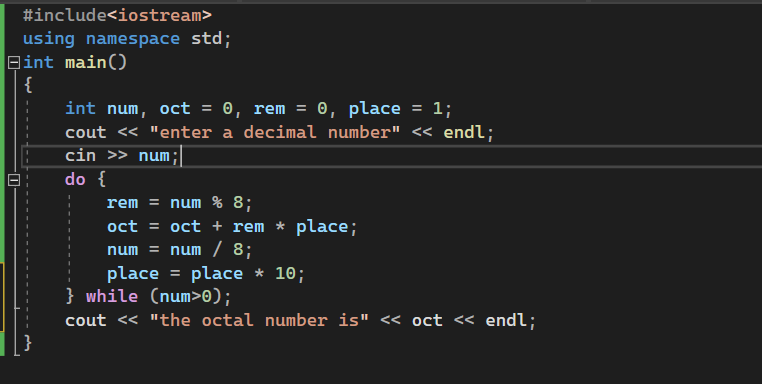 #include<iostream>
using namespace std;
int main()
{
    int num, oct = 0, rem = 0, place = 1;
    cout << "enter a decimal number" << endl;
    cin >> num;
    do {
        rem = num % 8;
        oct = oct + rem * place;
        num = num / 8;
        place = place * 10;
    } while (num>0);
    cout << "the octal number is" << oct << endl;
}